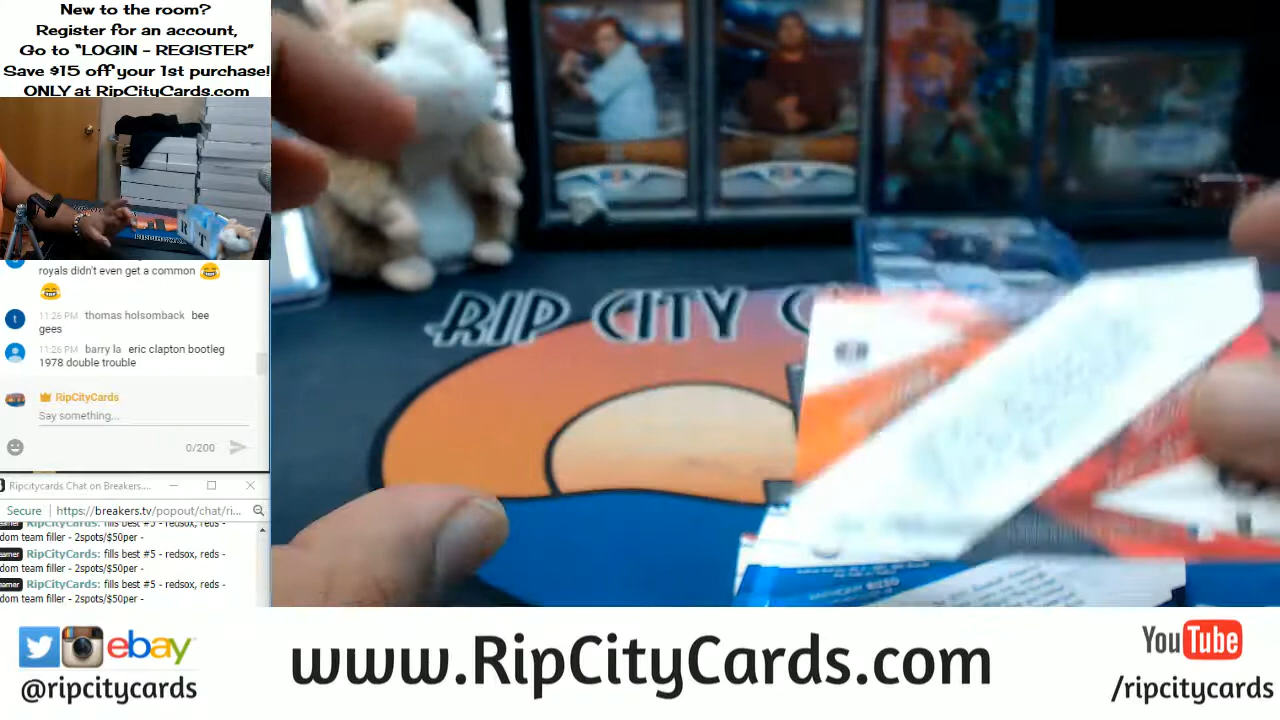 New to the room?
Register for an account,
Go to “LOGIN - REGISTER”
Save $15 off your 1st purchase!
ONLY at RipCityCards.com
R T
royals didn't even get a common
11:26 PM thomas holsomback bee
gees
11:26 PM barry la eric clapton bootleg
1978 double trouble
RipCityCards
Say something...
0/200
Ripcitycards Chat on Breakers....
Secure https://breakers.tv/popout/chat/ri...
RipCityCards: fills best #5 - redsox, reds -
dom team filler - 2spots/$50per -
RipCityCards: fills best #5 - redsox, reds -
dom team filler - 2spots/$50per -
RipCityCards: fills best #5 - redsox, reds -
dom team filler - 2spots/$50per -
RIP CITY C
ANTHONY RIZZO
ebay
@ripcitycards
www.RipCityCards.com
YouTube
/ripcitycards